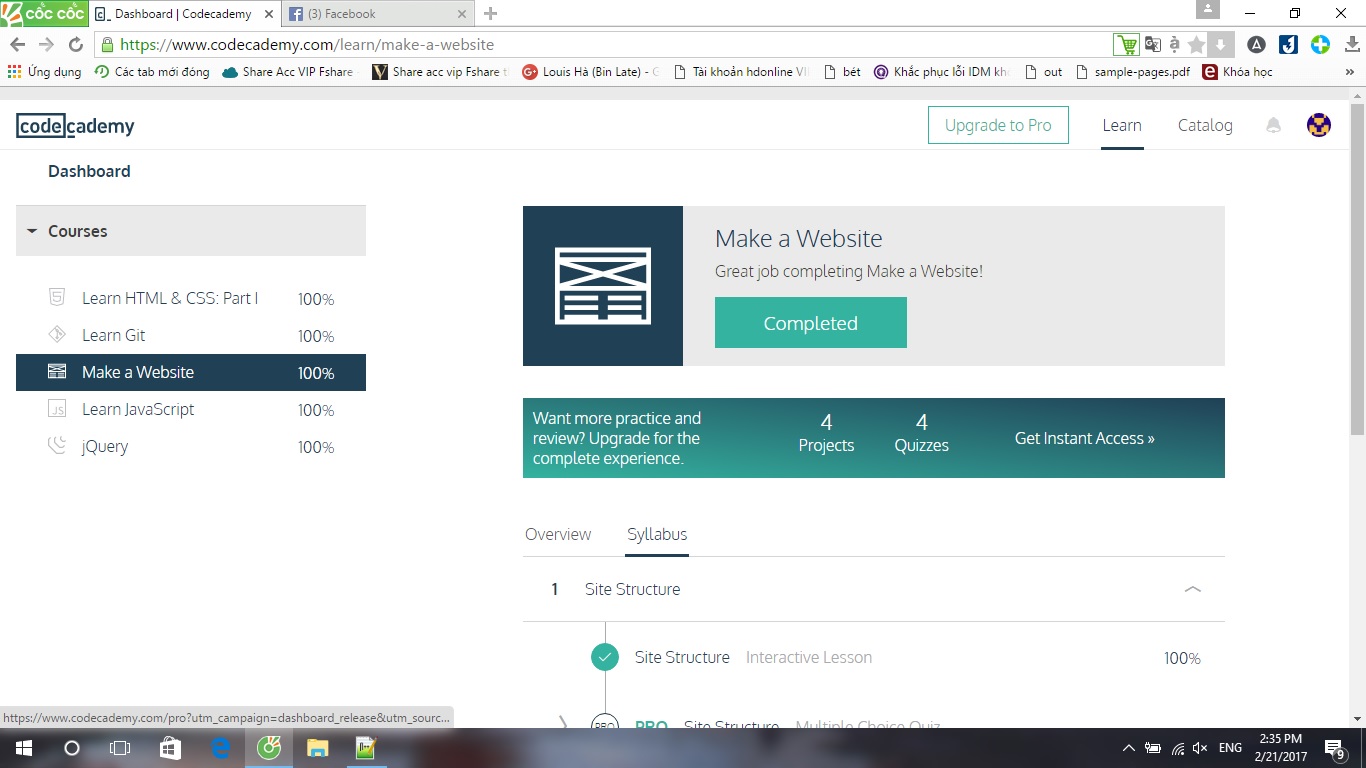 cốc cốc
Dashboard | Codecademy
(3) Facebook
https://www.codecademy.com/learn/make-a-website
Ứng dụng
Các tab mới đóng
Share Acc VIP Fshare
Share acc vip Fshare t
Louis Hà (Bin Late) - G
Tài khoản hdonline VI
bét
Khắc phục lỗi IDM kh
out
sample-pages.pdf
Khóa học
codecademy
Upgrade to Pro
Learn
Catalog
Dashboard
Courses
Learn HTML & CSS: Part I 100%
Learn Git 100%
Make a Website 100%
Learn JavaScript 100%
jQuery 100%
Make a Website
Great job completing Make a Website!
Completed
Want more practice and
review? Upgrade for the
complete experience.
4
Projects
4
Quizzes
Get Instant Access »
Overview
Syllabus
1 Site Structure
Site Structure Interactive Lesson 100%
PRO PRO Site Structure Multiple Choice Quiz
https://www.codecademy.com/pro?utm_campaign=dashboard_release&utm_sourc...
ENG
2:35 PM
2/21/2017
9